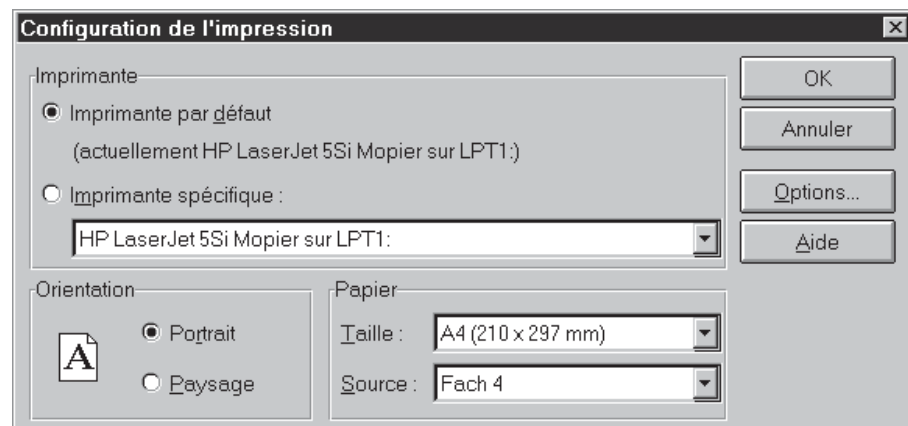 Configuration de l'impression
Imprimante
Imprimante par défaut
(actuellement HP LaserJet 5Si Mopier sur LPT1:)
Imprimante spécifique :
HP LaserJet 5Si Mopier sur LPT1:
OK
Annuler
Options...
Aide
Orientation
A
Portrait
Paysage
Papier
Taille : A4 (210 x 297 mm)
Source : Fach 4